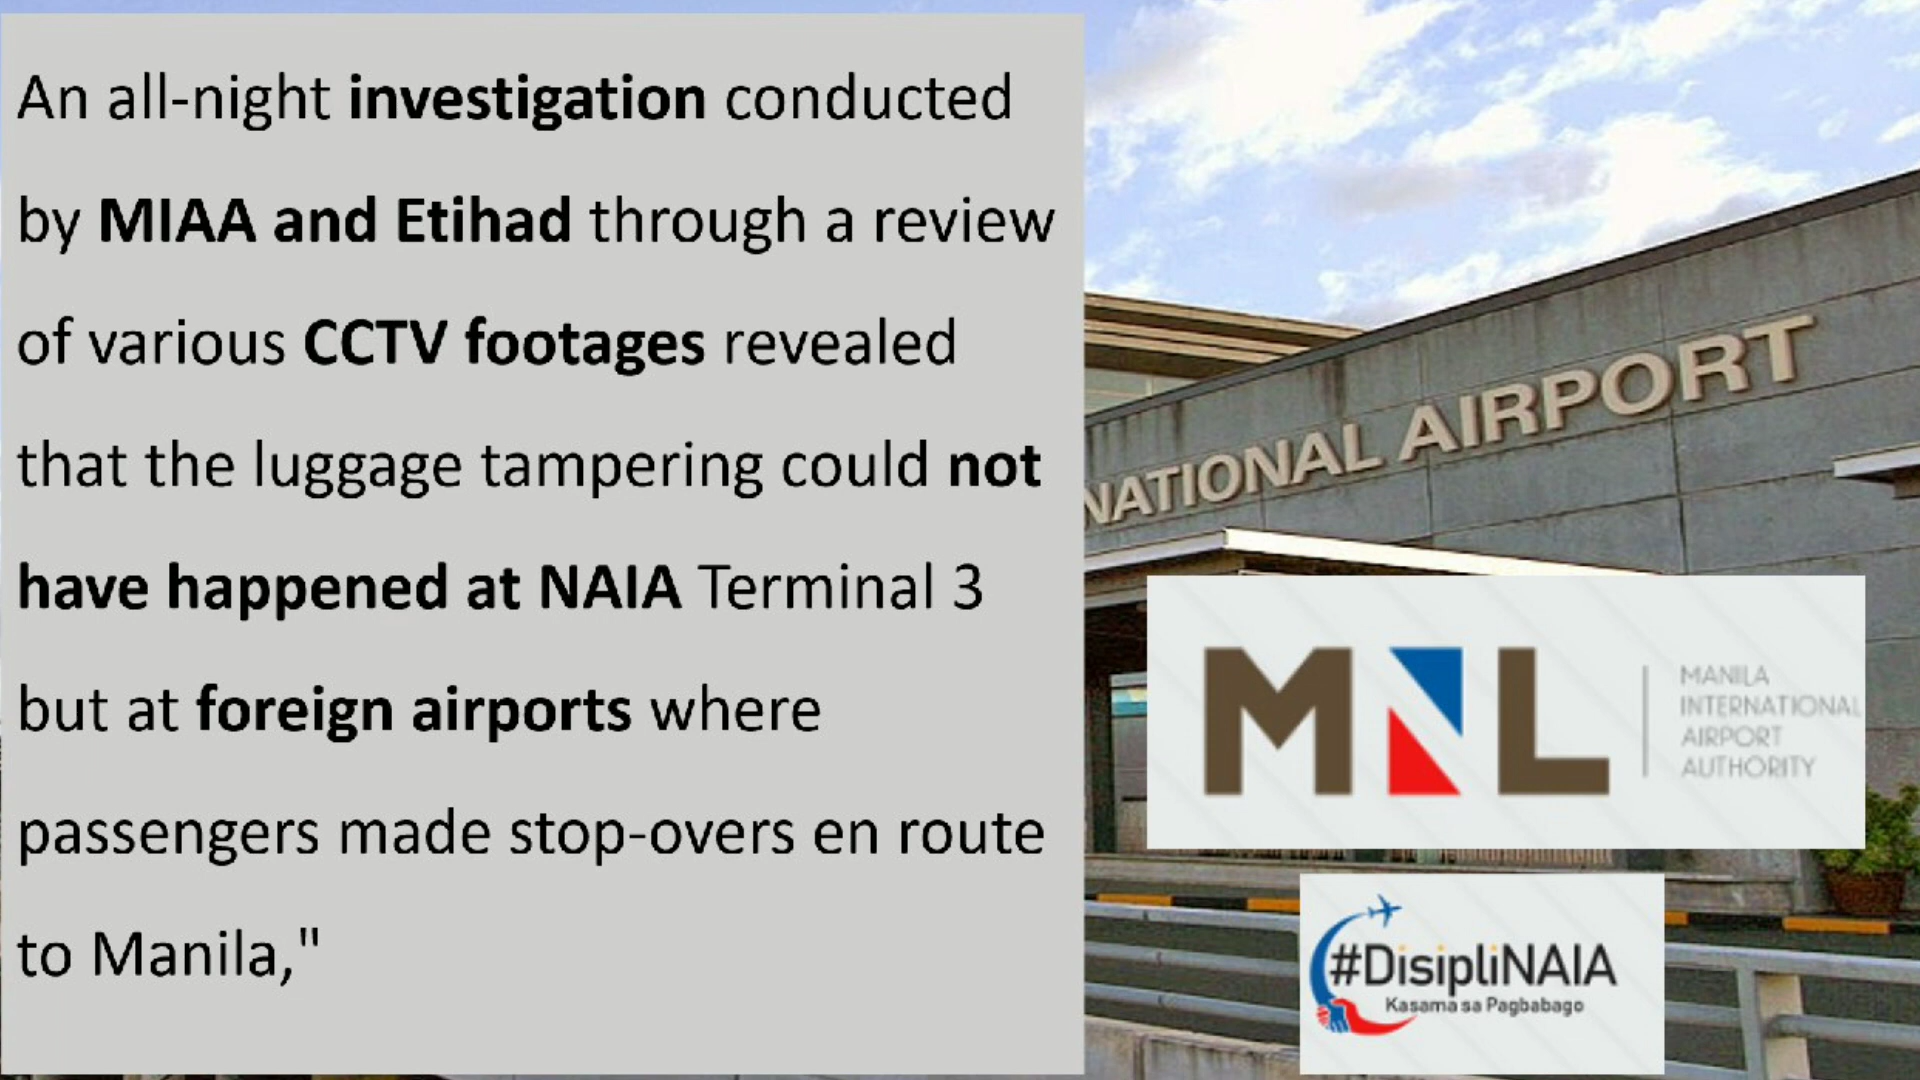 An all-night investigation conducted
by MIAA and Etihad through a review
of various CCTV footages revealed
that the luggage tampering could not
have happened at NAIA Terminal 3
but at foreign airports where
passengers made stop-overs en route
to Manila,"
NATIONAL AIRPORT
MNL
MANILA
INTERNATIONAL
AIRPORT
AUTHORITY
#DisipliNAIA
Kasama sa Pagbabago